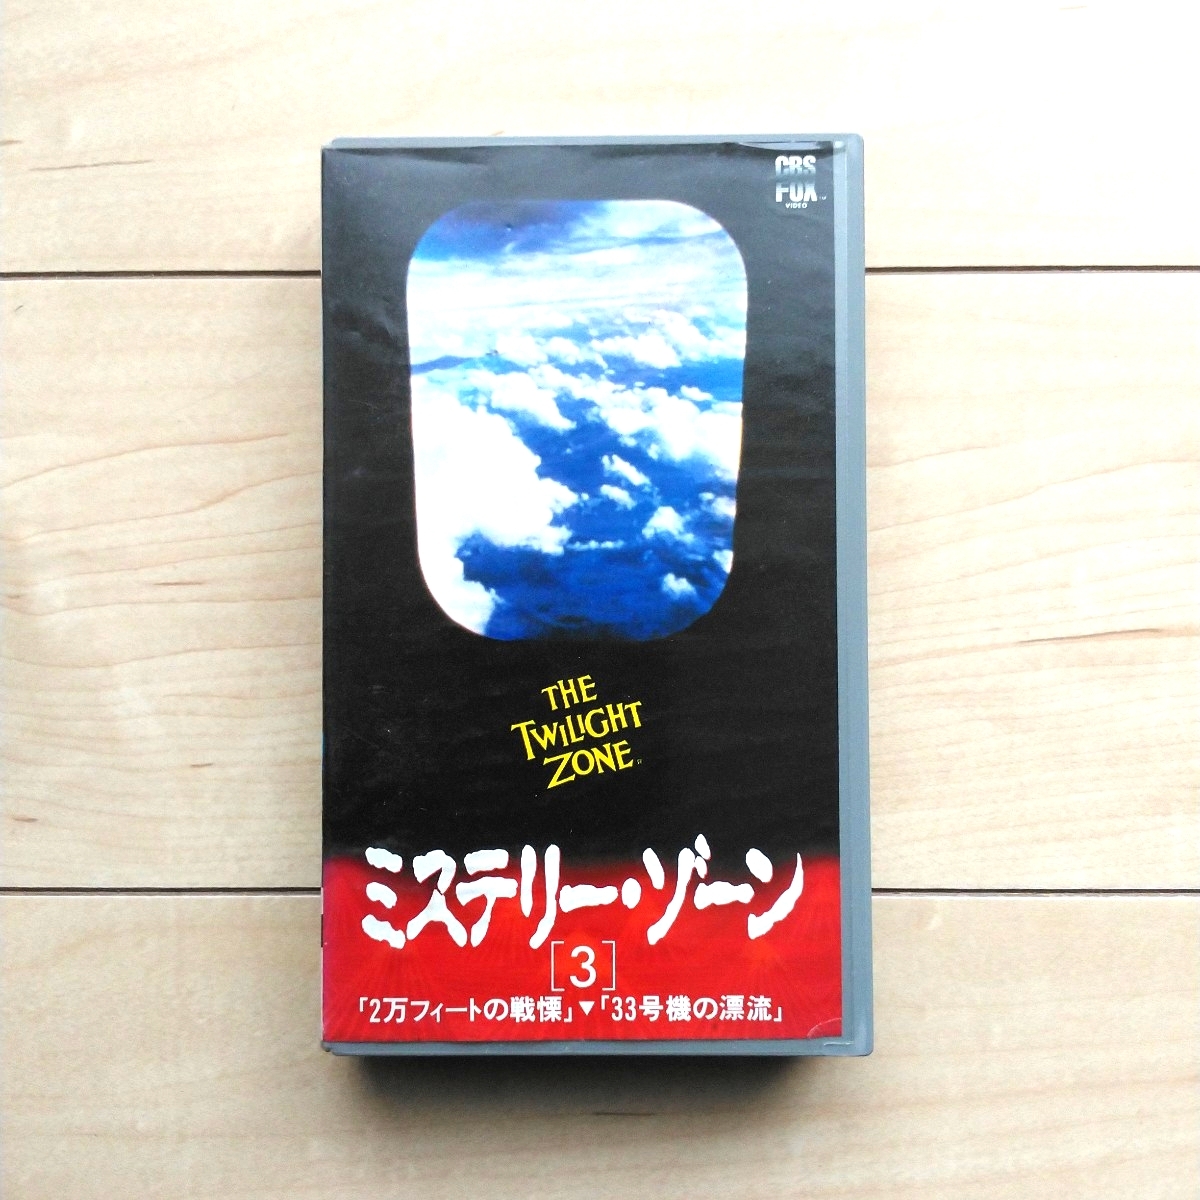 CBS
FOX
VIDEO
THE
TWILIGHT
ZONE
ミステリー・ゾーン
[3]
「2万フィートの戦慄」▼「33号機の漂流」